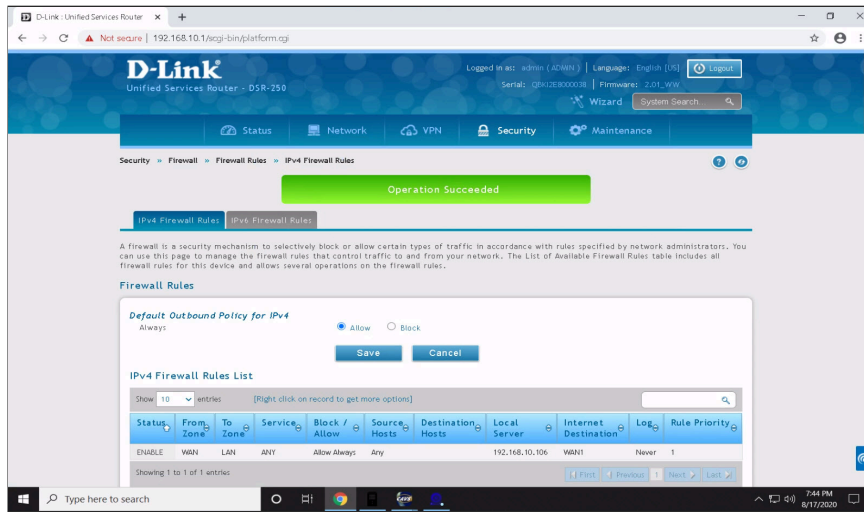 D-Link : Unified Services Router
Not secure | 192.168.10.1/scgi-bin/platform.cgi
D-Link
Unified Services Router - DSR-250
Logged in as: admin ( ADMIN ) | Language: English [US]
Logout
Serial: QBKI2E8000038 | Firmware: 2.01_WW
Wizard
System Search...
Status
Network
VPN
Security
Maintenance
Security » Firewall » Firewall Rules » IPv4 Firewall Rules
Operation Succeeded
IPv4 Firewall Rules
IPv6 Firewall Rules
A firewall is a security mechanism to selectively block or allow certain types of traffic in accordance with rules specified by network administrators. You
can use this page to manage the firewall rules that control traffic to and from your network. The List of Available Firewall Rules table includes all
firewall rules for this device and allows several operations on the firewall rules.
Firewall Rules
Default Outbound Policy for IPv4
Always
Allow
Block
Save
Cancel
IPv4 Firewall Rules List
Show 10 entries
[Right click on record to get more options]
Status From Zone To Zone Service Block / Allow Source Hosts Destination Hosts Local Server Internet Destination Log Rule Priority
ENABLE WAN LAN ANY Allow Always Any 192.168.10.106 WAN1 Never 1
Showing 1 to 1 of 1 entries
First Previous 1 Next Last
Type here to search
7:44 PM
8/17/2020